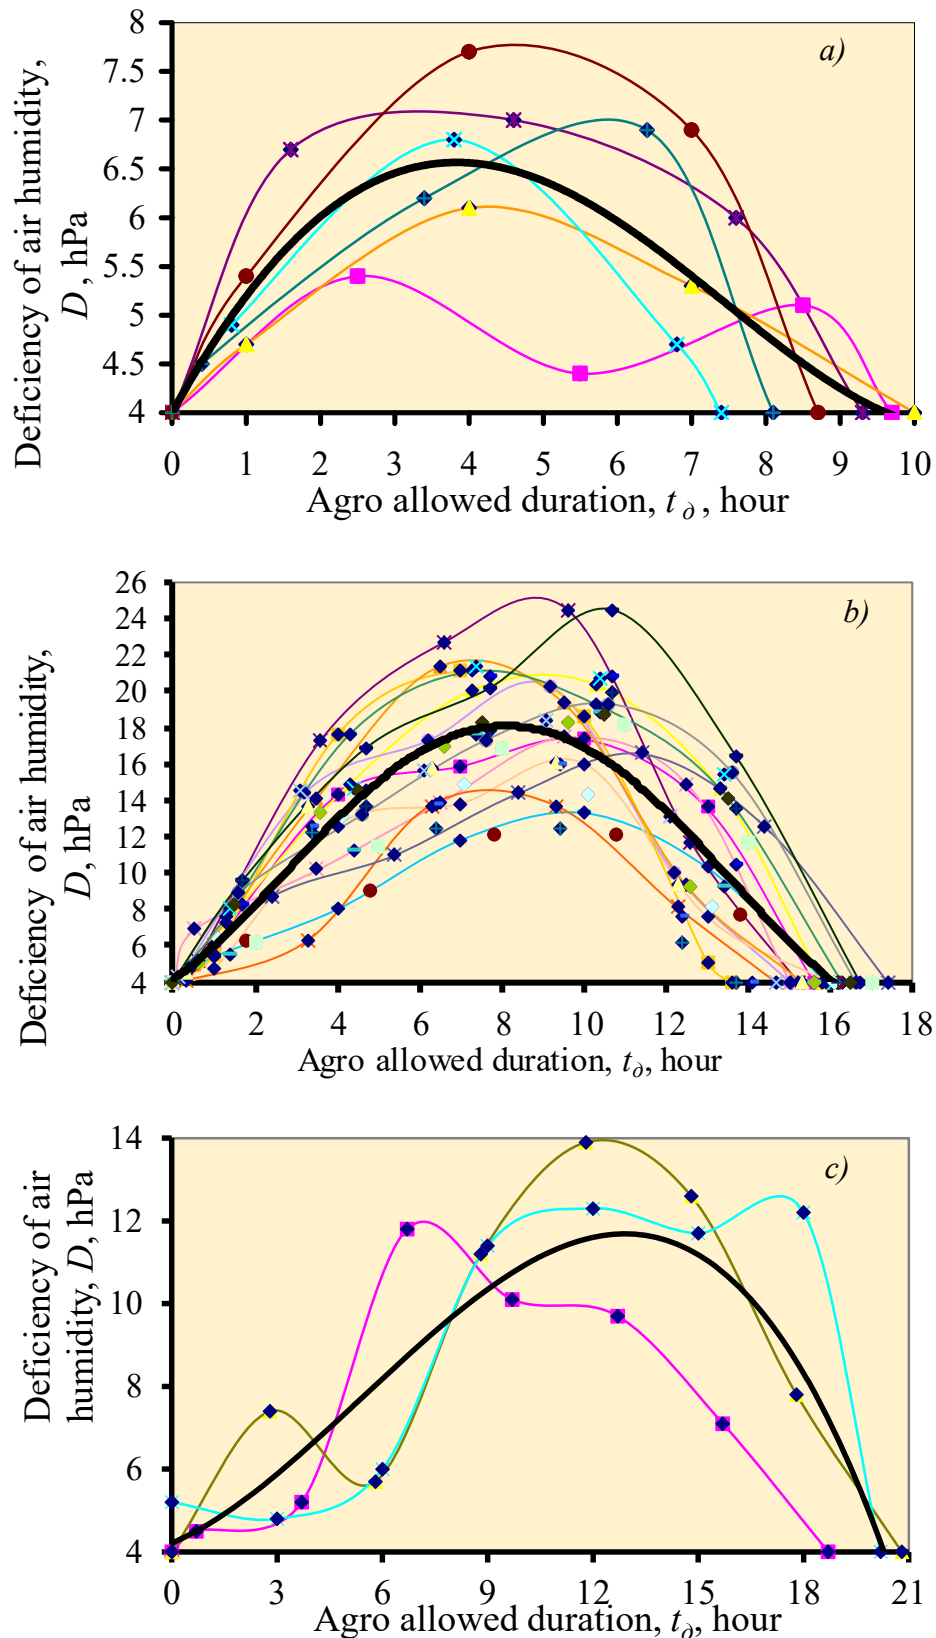 a)
Deficiency of air humidity,
D, hPa
8
7.5
7
6.5
6
5.5
5
4.5
4
0 1 2 3 4 5 6 7 8 9 10
Agro allowed duration, t∂, hour
b)
Deficiency of air humidity,
D, hPa
26
24
22
20
18
16
14
12
10
8
6
4
0 2 4 6 8 10 12 14 16 18
Agro allowed duration, t∂, hour
c)
Deficiency of air
humidity, D, hPa
14
12
10
8
6
4
0 3 6 9 12 15 18 21
Agro allowed duration, t∂, hour